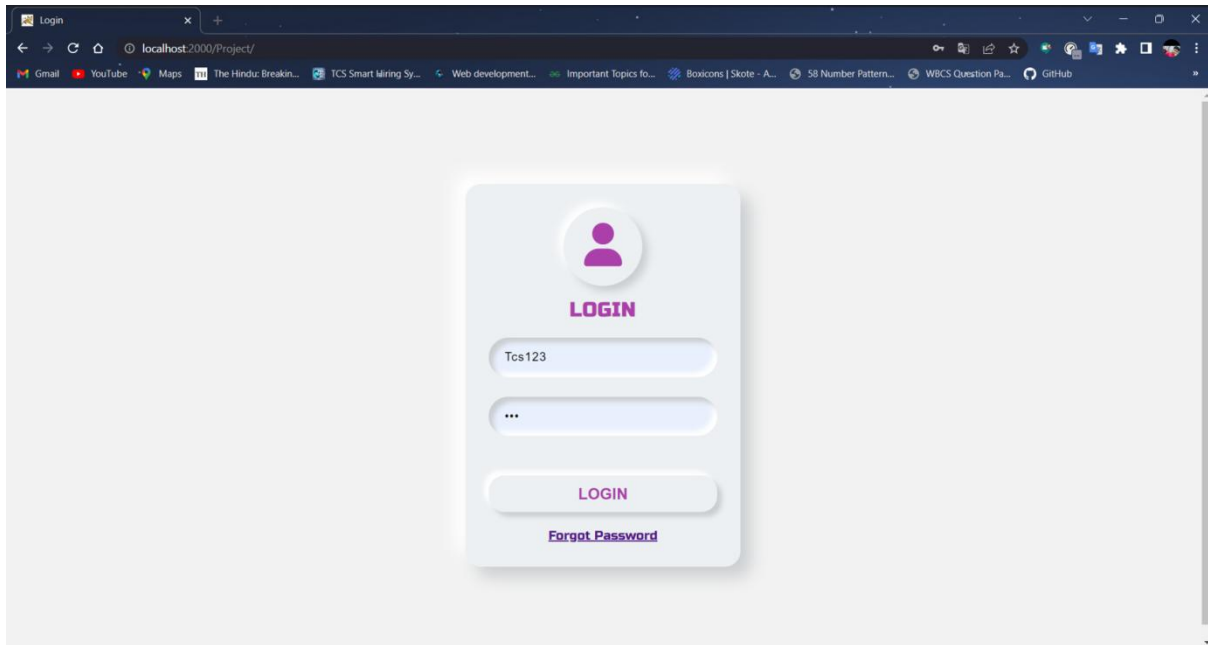 Login
localhost:2000/Project/
Gmail YouTube Maps TH The Hindu: Breakin... TCS Smart Hiring Sy... Web development... Important Topics fo... Boxicons | Skote - A... 58 Number Pattern... WBCS Question Pa... GitHub »
LOGIN
Tcs123
•••
LOGIN
Forgot Password